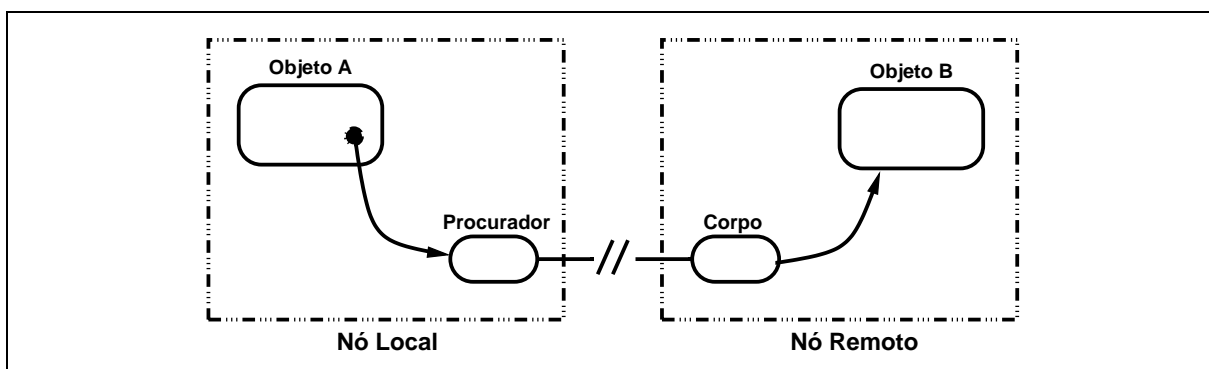 Objeto A
Objeto B
Procurador
Corpo
Nó Local
Nó Remoto